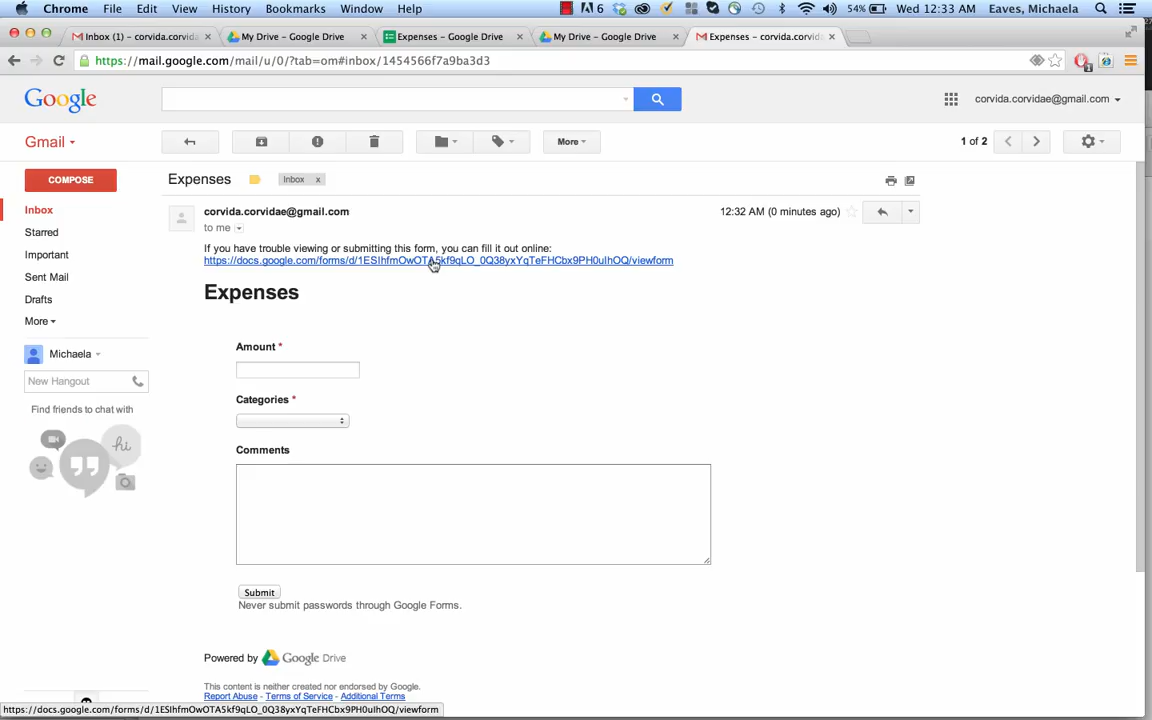 Chrome File Edit View History Bookmarks Window Help 6 54% Wed 12:33 AM Eaves, Michaela
Inbox (1) – corvida.corvida × My Drive – Google Drive × Expenses – Google Drive × My Drive – Google Drive × Expenses – corvida.corvidae ×
https://mail.google.com/mail/u/0/?tab=om#inbox/1454566f7a9ba3d3
Google corvida.corvidae@gmail.com
Gmail More 1 of 2
COMPOSE
Expenses Inbox x
Inbox
Starred
Important
Sent Mail
Drafts
More
corvida.corvidae@gmail.com 12:32 AM (0 minutes ago)
to me
If you have trouble viewing or submitting this form, you can fill it out online:
https://docs.google.com/forms/d/1ESIhfmOwOTA5kf9qLO_0Q38yxYqTeFHCbx9PH0uIhOQ/viewform
Expenses
Amount *
Michaela
New Hangout
Find friends to chat with
hi
Categories *
Comments
Submit
Never submit passwords through Google Forms.
Powered by Google Drive
This content is neither created nor endorsed by Google.
Report Abuse - Terms of Service - Additional Terms
https://docs.google.com/forms/d/1ESIhfmOwOTA5kf9qLO_0Q38yxYqTeFHCbx9PH0uIhOQ/viewform